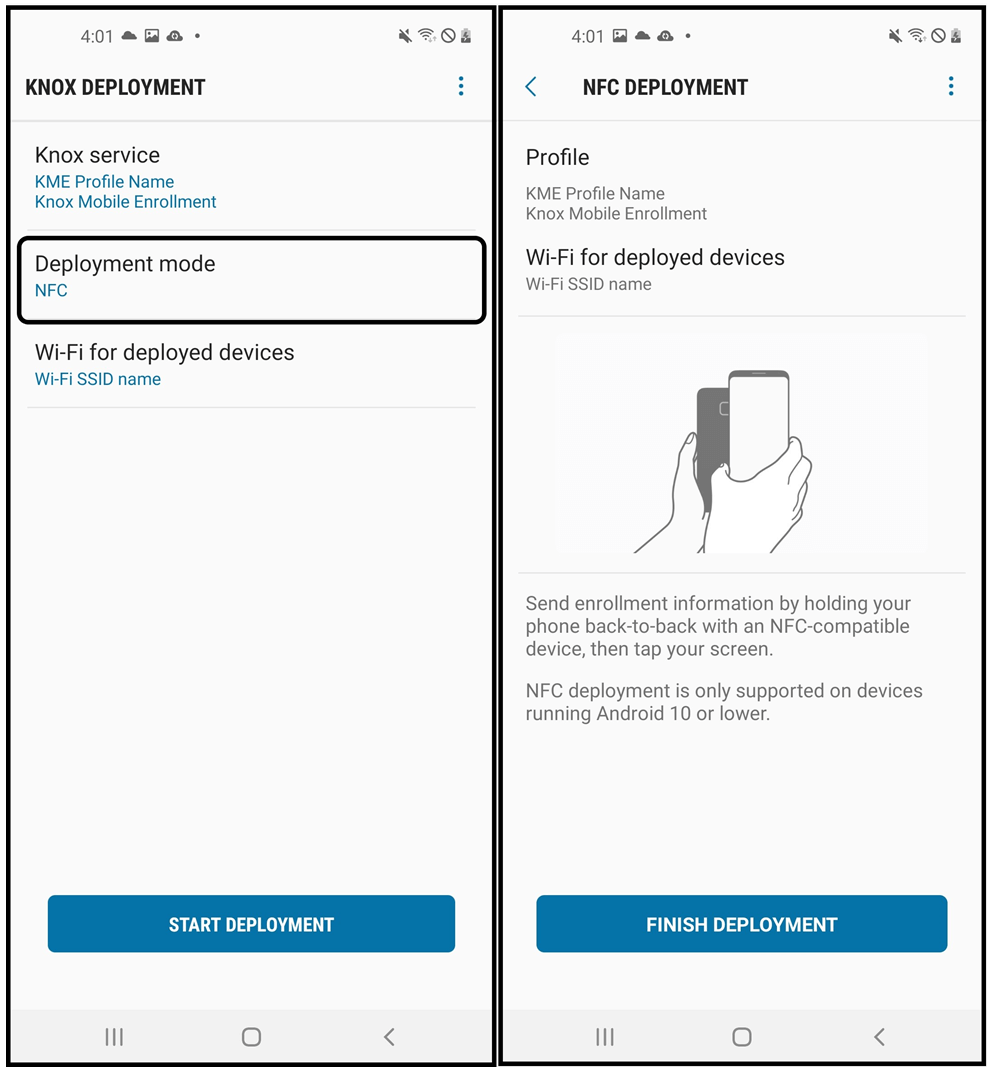 4:01
KNOX DEPLOYMENT
Knox service
KME Profile Name
Knox Mobile Enrollment
Deployment mode
NFC
Wi-Fi for deployed devices
Wi-Fi SSID name
START DEPLOYMENT
4:01
NFC DEPLOYMENT
Profile
KME Profile Name
Knox Mobile Enrollment
Wi-Fi for deployed devices
Wi-Fi SSID name
Send enrollment information by holding your
phone back-to-back with an NFC-compatible
device, then tap your screen.
NFC deployment is only supported on devices
running Android 10 or lower.
FINISH DEPLOYMENT